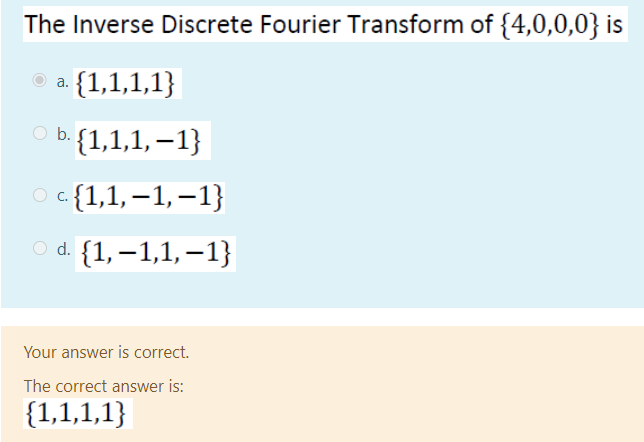 The Inverse Discrete Fourier Transform of {4,0,0,0} is
a. {1,1,1,1}
b. {1,1,1,−1}
c. {1,1,−1,−1}
d. {1,−1,1,−1}
Your answer is correct.
The correct answer is:
{1,1,1,1}